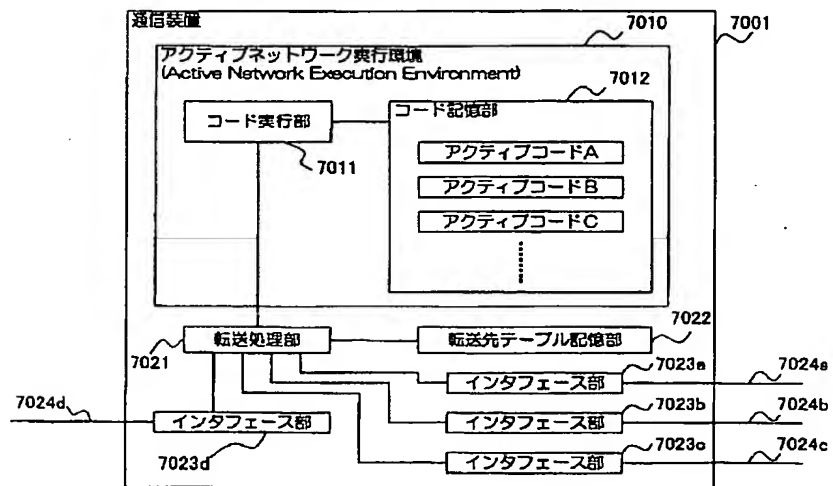 通信装置
7010
7001
アクティブネットワーク実行環境
(Active Network Execution Environment)
7012
コード実行部
コード記憶部
7011
アクティブコードA
アクティブコードB
アクティブコードC
転送処理部
転送先テーブル記憶部
7022
7021
7023a
7024a
インタフェース部
7024d
インタフェース部
7023b
7024b
インタフェース部
7023d
7023c
7024c
インタフェース部